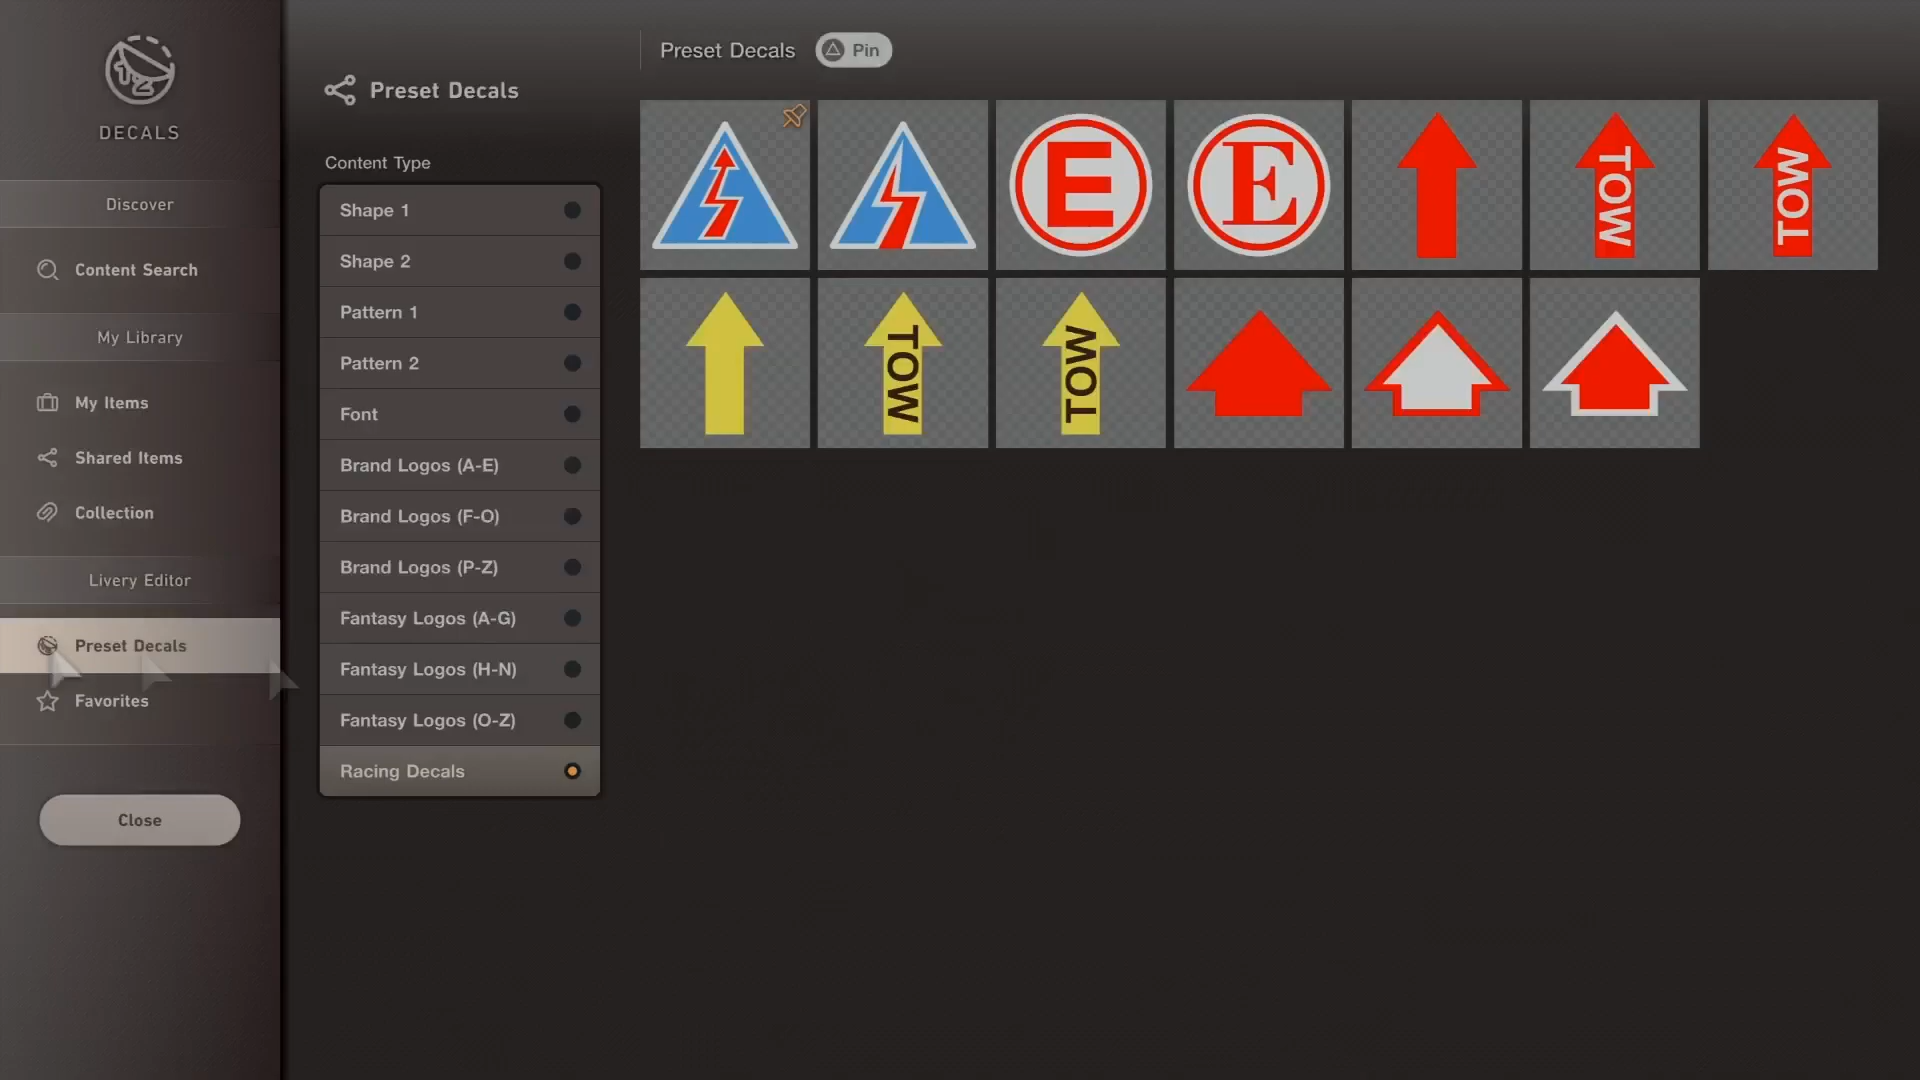 DECALS
Discover
Content Search
My Library
My Items
Shared Items
Collection
Livery Editor
Preset Decals
Favorites
Close
Preset Decals
Content Type
Shape 1
Shape 2
Pattern 1
Pattern 2
Font
Brand Logos (A-E)
Brand Logos (F-O)
Brand Logos (P-Z)
Fantasy Logos (A-G)
Fantasy Logos (H-N)
Fantasy Logos (O-Z)
Racing Decals
Preset Decals
Pin
E
E
TOW
TOW
TOW
TOW